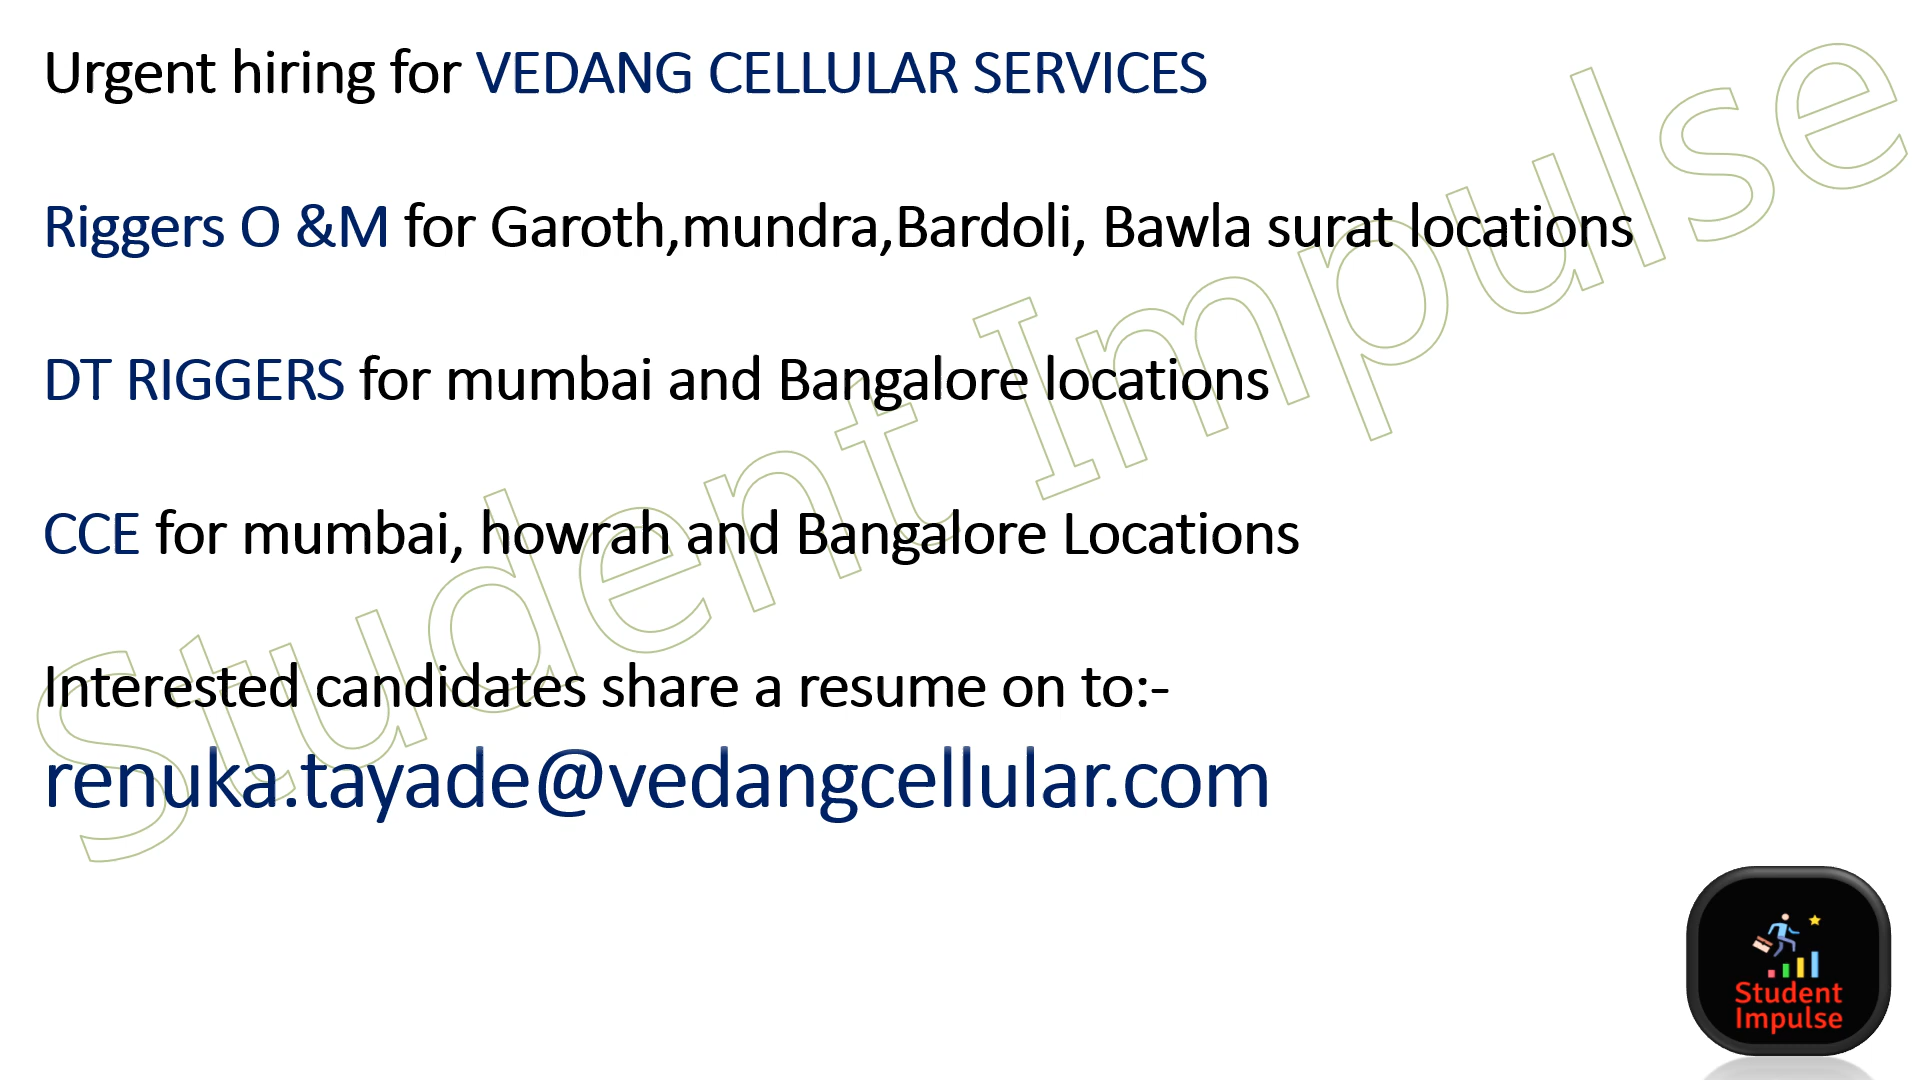 Urgent hiring for VEDANG CELLULAR SERVICES
Riggers O &M for Garoth,mundra,Bardoli, Bawla surat locations
DT RIGGERS for mumbai and Bangalore locations
CCE for mumbai, howrah and Bangalore Locations
Interested candidates share a resume on to:-
renuka.tayade@vedangcellular.com
Student Impulse
Student
Impulse